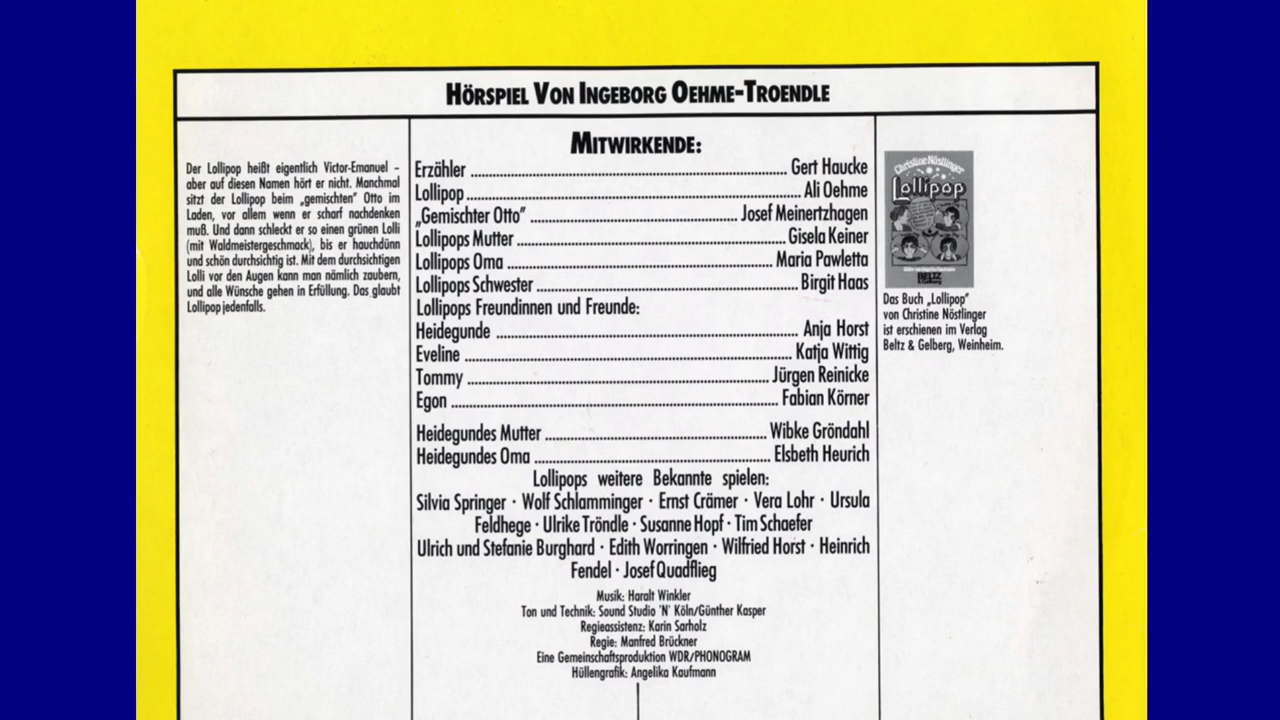 HÖRSPIEL VON INGEBORG OEHME-TROENDLE
Der Lollipop heißt eigentlich Victor-Emanuel –
aber auf diesen Namen hört er nicht. Manchmal
sitzt der Lollipop beim „gemischten" Otto im
Laden, vor allem wenn er scharf nachdenken
muß. Und dann schleckt er so einen grünen Lolli
(mit Waldmeistergeschmack), bis er hauchdünn
und schön durchsichtig ist. Mit dem durchsichtigen
Lolli vor den Augen kann man nämlich zaubern,
und alle Wünsche gehen in Erfüllung. Das glaubt
Lollipop jedenfalls.
MITWIRKENDE:
Erzähler ........ Gert Haucke
Lollipop ........ Ali Oehme
„Gemischter Otto" ........ Josef Meinertzhagen
Lollipops Mutter ........ Gisela Keiner
Lollipops Oma ........ Maria Pawletta
Lollipops Schwester ........ Birgit Haas
Lollipops Freundinnen und Freunde:
Heidegunde ........ Anja Horst
Eveline ........ Katja Wittig
Tommy ........ Jürgen Reinicke
Egon ........ Fabian Körner
Heidegundes Mutter ........ Wibke Gröndahl
Heidegundes Oma ........ Elsbeth Heurich
Lollipops weitere Bekannte spielen:
Silvia Springer · Wolf Schlamminger · Ernst Crämer · Vera Lohr · Ursula
Feldhege · Ulrike Tröndle · Susanne Hopf · Tim Schaefer
Ulrich und Stefanie Burghard · Edith Worringen · Wilfried Horst · Heinrich
Fendel · Josef Quadflieg
Musik: Haralt Winkler
Ton und Technik: Sound Studio 'N' Köln/Günther Kasper
Regieassistenz: Karin Sarholz
Regie: Manfred Brückner
Eine Gemeinschaftsproduktion WDR/PHONOGRAM
Hüllengrafik: Angelika Kaufmann
Christine Nöstlinger
Lollipop
BELTZ
Das Buch „Lollipop"
von Christine Nöstlinger
ist erschienen im Verlag
Beltz & Gelberg, Weinheim.